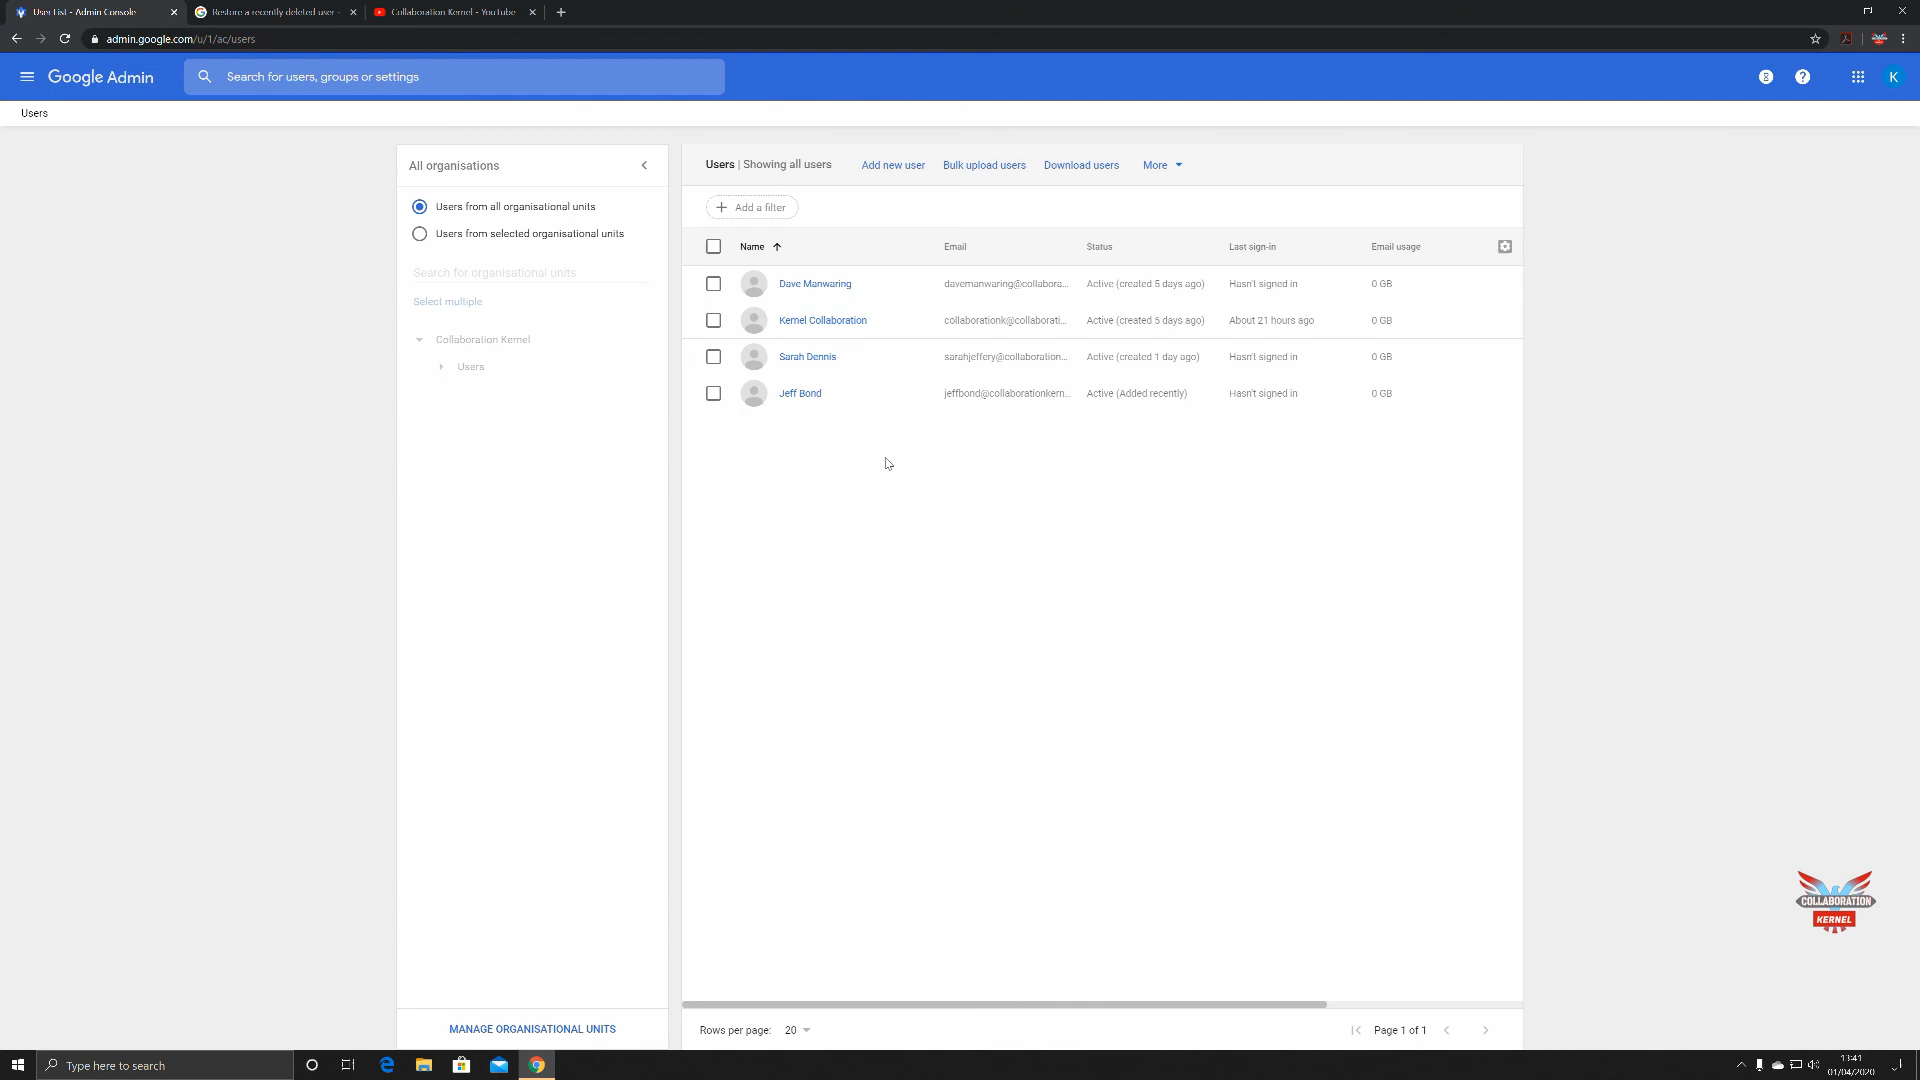 User List - Admin Console
Restore a recently deleted user -
Collaboration Kernel - YouTube
admin.google.com/u/1/ac/users
Google Admin
Search for users, groups or settings
?
K
Users
All organisations
Users from all organisational units
Users from selected organisational units
Search for organisational units
Select multiple
Collaboration Kernel
Users
MANAGE ORGANISATIONAL UNITS
Users | Showing all users
Add new user
Bulk upload users
Download users
More
Add a filter
Name
Email
Status
Last sign-in
Email usage
Dave Manwaring
davemanwaring@collabora...
Active (created 5 days ago)
Hasn't signed in
0 GB
Kernel Collaboration
collaborationk@collaborati...
Active (created 5 days ago)
About 21 hours ago
0 GB
Sarah Dennis
sarahjeffery@collaboration...
Active (created 1 day ago)
Hasn't signed in
0 GB
Jeff Bond
jeffbond@collaborationkern...
Active (Added recently)
Hasn't signed in
0 GB
Rows per page: 20
Page 1 of 1
COLLABORATION
KERNEL
Type here to search
13:41
01/04/2020